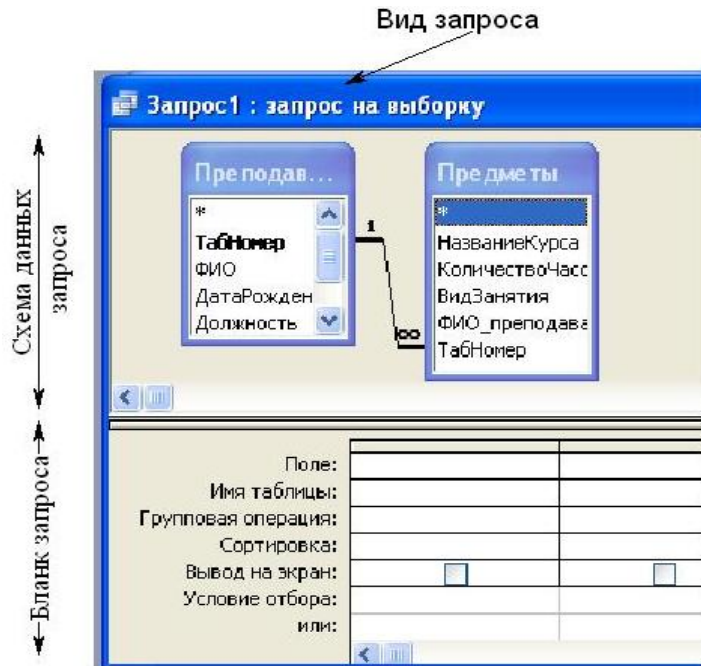 Вид запроса
Запрос1 : запрос на выборку
Схема данных
запроса
Преподав...
*
ТабНомер
ФИО
ДатаРожден
Должность
1
∞
Предметы
*
НазваниеКурса
КоличествоЧасс
ВидЗанятия
ФИО_преподава
ТабНомер
Бланк запроса
Поле:
Имя таблицы:
Групповая операция:
Сортировка:
Вывод на экран:
Условие отбора:
или: